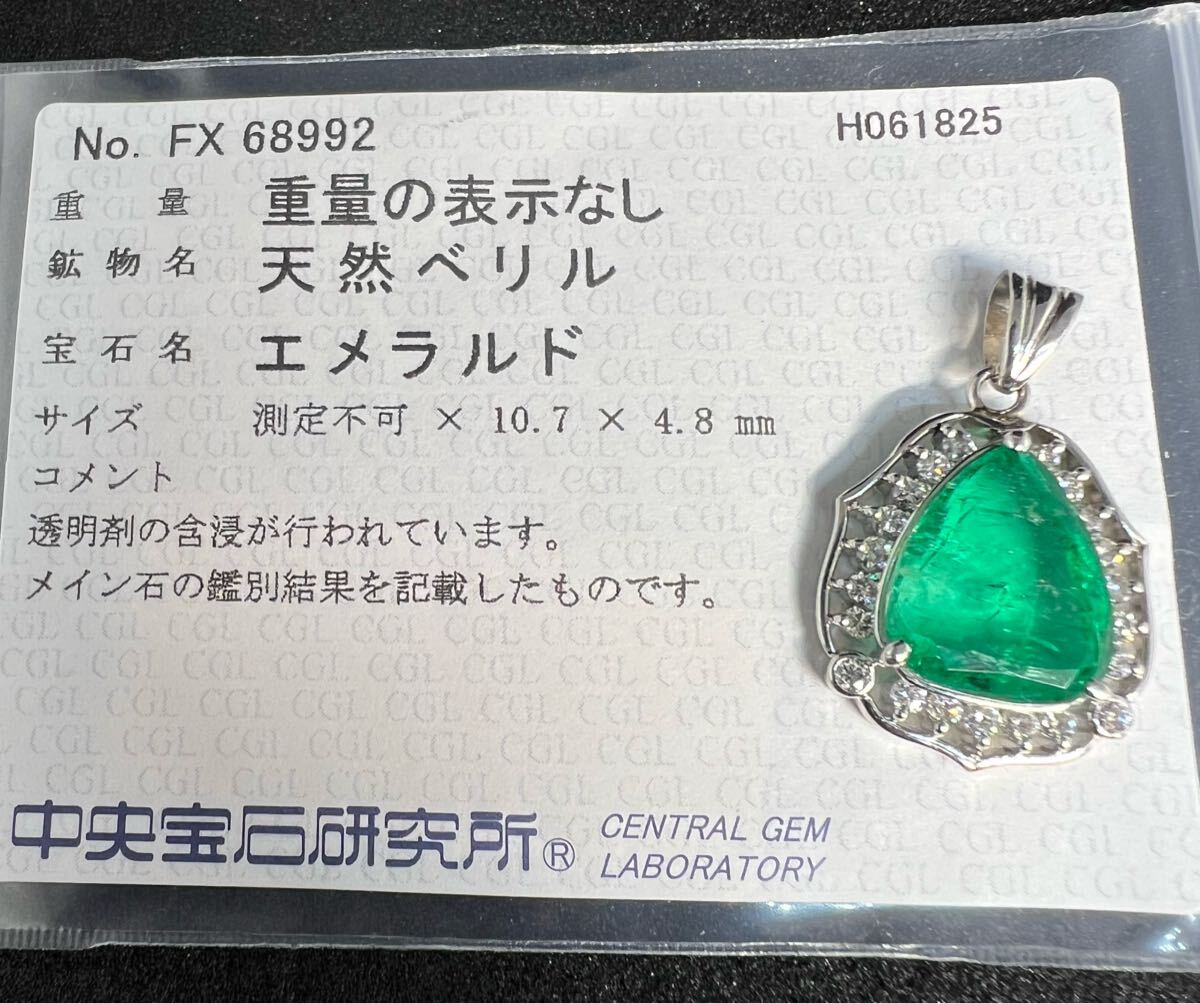 No. FX 68992 H061825
重量 重量の表示なし
鉱物名 天然ベリル
宝石名 エメラルド
サイズ 測定不可 × 10.7 × 4.8 mm
コメント
透明剤の含浸が行われています。
メイン石の鑑別結果を記載したものです。
中央宝石研究所® CENTRAL GEM
LABORATORY